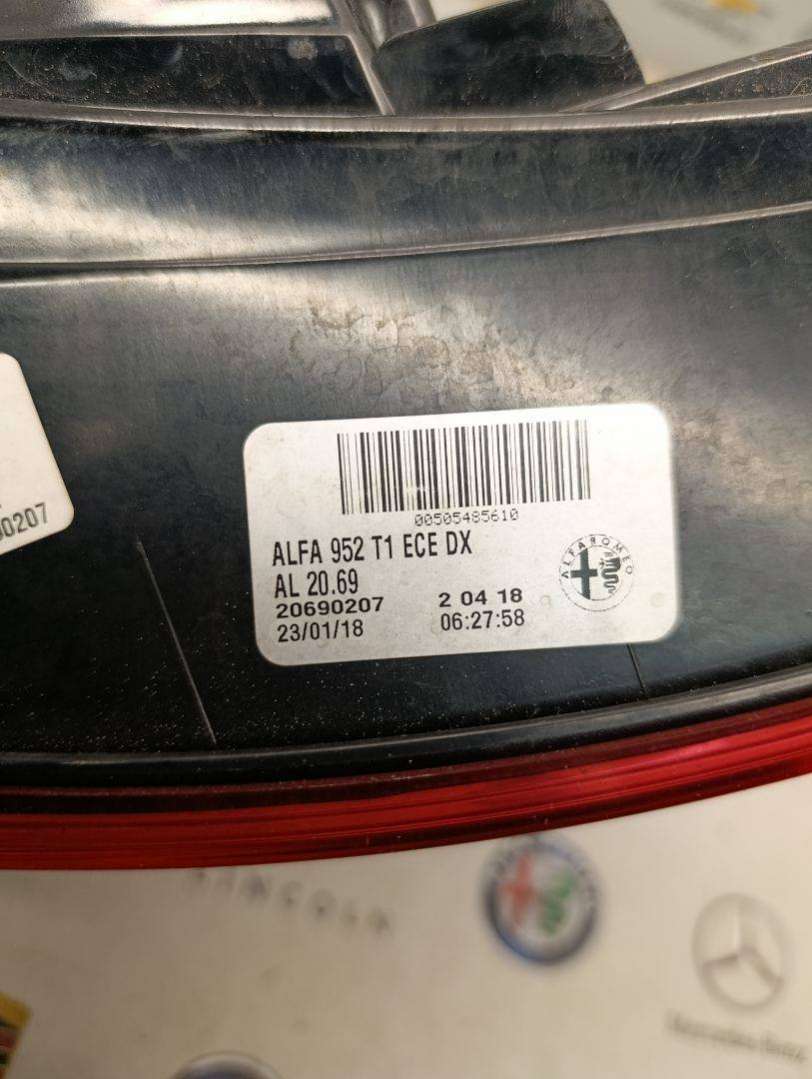 00505485610
ALFA 952 T1 ECE DX
AL 20.69
20690207 2 04 18
23/01/18 06:27:58
ALFA ROMEO
0207
LINCOLN
Mercedes-Benz